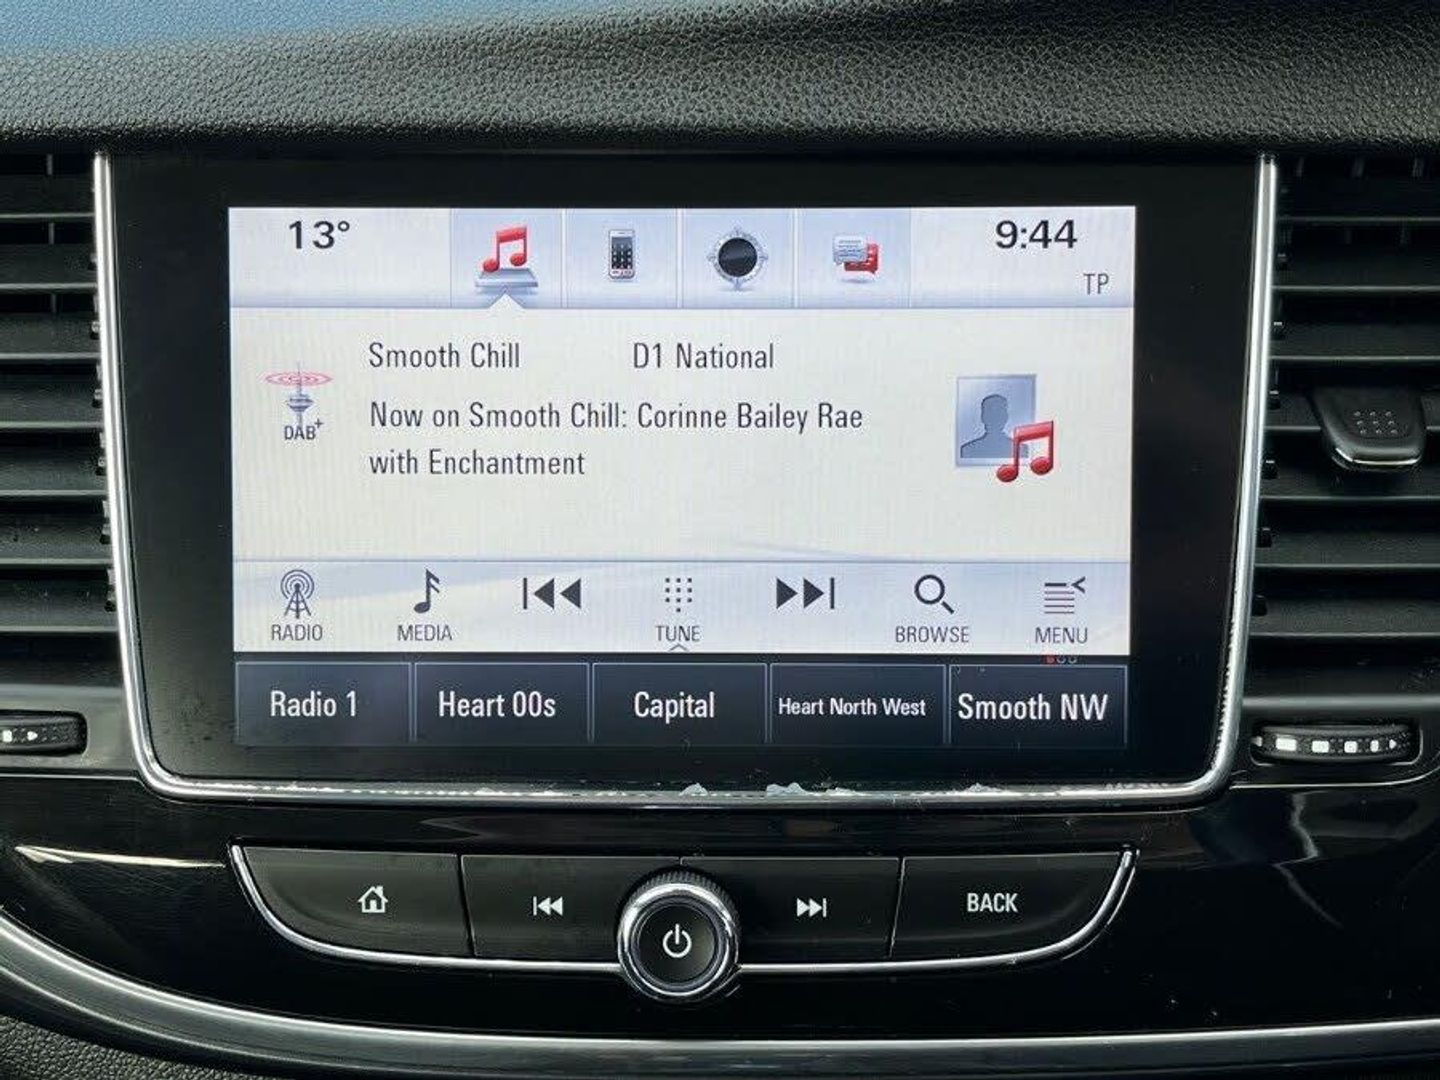 13°
9:44
TP
Smooth Chill D1 National
DAB+
Now on Smooth Chill: Corinne Bailey Rae
with Enchantment
RADIO MEDIA TUNE BROWSE MENU
Radio 1 Heart 00s Capital Heart North West Smooth NW
BACK